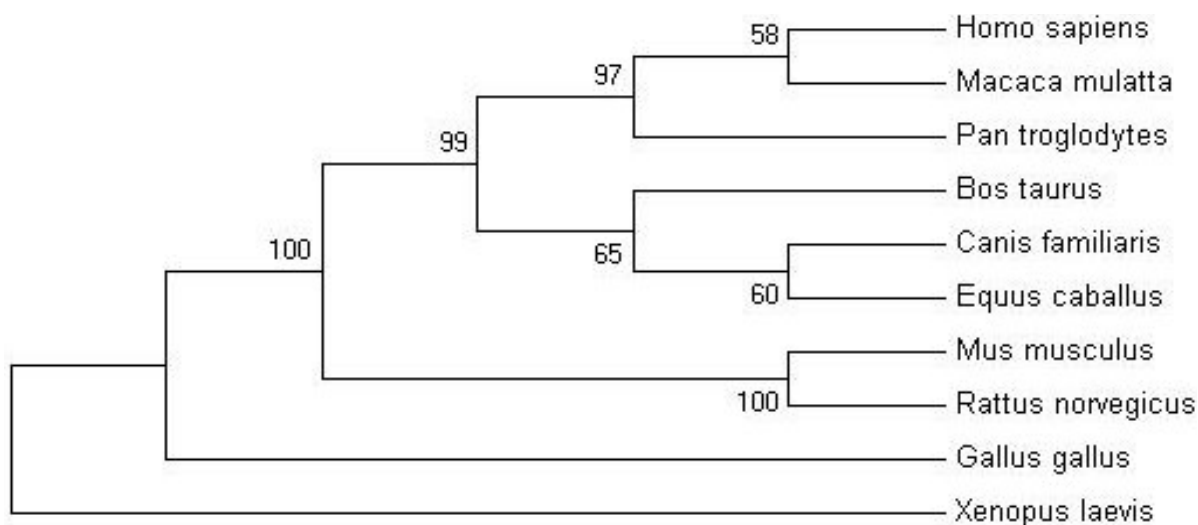 Homo sapiens
58
97
Macaca mulatta
Pan troglodytes
99
Bos taurus
100
65
Canis familiaris
60
Equus caballus
Mus musculus
100
Rattus norvegicus
Gallus gallus
Xenopus laevis